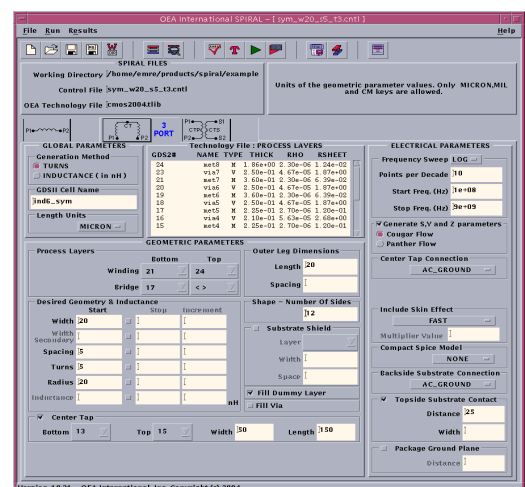 OEA International SPIRAL - [ sym_w20_s5_t3.cntl ]
File Run Results Help
SPIRAL FILES
Working Directory /home/emre/products/spiral/example
Control File sym_w20_s5_t3.cntl
OEA Technology File cmos2004.tlib
Units of the geometric parameter values. Only MICRON,MIL
and CM keys are allowed.
P1 P2
CT
P1 P2
3
PORT
P1 S1
CTP CTS
P2 S2
GLOBAL PARAMETERS
Generation Method
TURNS
INDUCTANCE ( in nH )
GDSII Cell Name
ind6_sym
Length Units
MICRON
Technology File : PROCESS LAYERS
GDS2# NAME TYPE THICK RHO RSHEET
24 met8 M 1.86e+00 2.30e-06 1.24e-02
23 via7 V 2.50e-01 4.67e-05 1.87e+00
21 met7 M 3.60e-01 2.30e-06 6.39e-02
20 via6 V 2.50e-01 4.67e-05 1.87e+00
19 met6 M 3.60e-01 2.30e-06 6.39e-02
18 via5 V 2.50e-01 4.67e-05 1.87e+00
17 met5 M 2.25e-01 2.70e-06 1.20e-01
16 via4 V 2.10e-01 5.63e-05 2.68e+00
15 met4 M 2.25e-01 2.70e-06 1.20e-01
ELECTRICAL PARAMETERS
Frequency Sweep LOG
Points per Decade 10
Start Freq. (Hz) 1e+08
Stop Freq. (Hz) 9e+09
Generate S,Y and Z parameters
Cougar Flow
Panther Flow
Center Tap Connection
AC_GROUND
Include Skin Effect
FAST
Multiplier Value
Compact Spice Model
NONE
Backside Substrate Connection
AC_GROUND
Topside Substrate Contact
Distance 25
Width
Package Ground Plane
Distance
GEOMETRIC PARAMETERS
Process Layers
Bottom Top
Winding 21 24
Bridge 17 < >
Outer Leg Dimensions
Length 20
Spacing
Desired Geometry & Inductance
Start Stop Increment
Width 20
Width
Secondary
Spacing 5
Turns 5
Radius 20
Inductance nH
Shape - Number Of Sides
12
Substrate Shield
Layer
Width
Space
Fill Dummy Layer
Fill Via
Center Tap
Bottom 13 Top 15 Width 50 Length 150